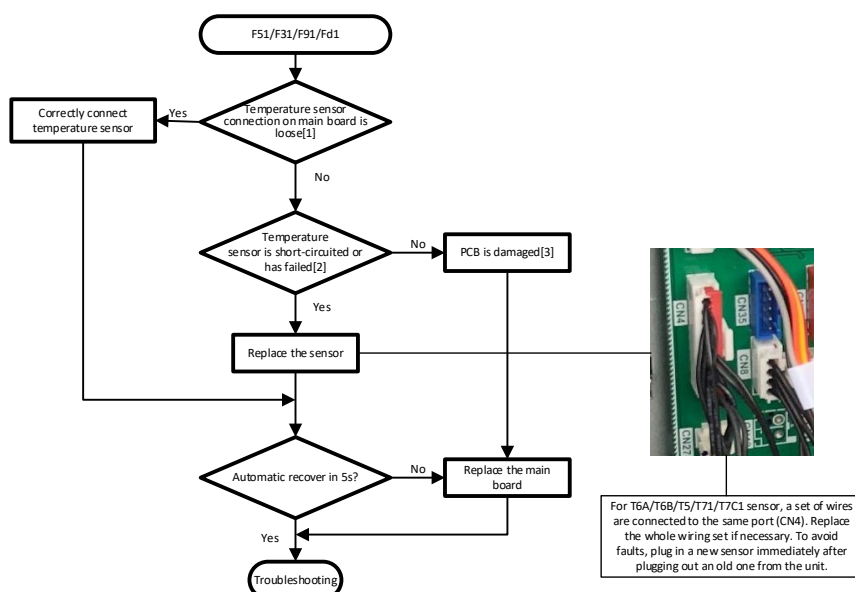 F51/F31/F91/Fd1
Temperature sensor
connection on main board is
loose[1]
Yes
Correctly connect
temperature sensor
No
Temperature
sensor is short-circuited or
has failed[2]
No
PCB is damaged[3]
Yes
Replace the sensor
CN4
CN35
CN8
CN27
Automatic recover in 5s?
No
Replace the main
board
Yes
Troubleshooting
For T6A/T6B/T5/T71/T7C1 sensor, a set of wires
are connected to the same port (CN4). Replace
the whole wiring set if necessary. To avoid
faults, plug in a new sensor immediately after
plugging out an old one from the unit.